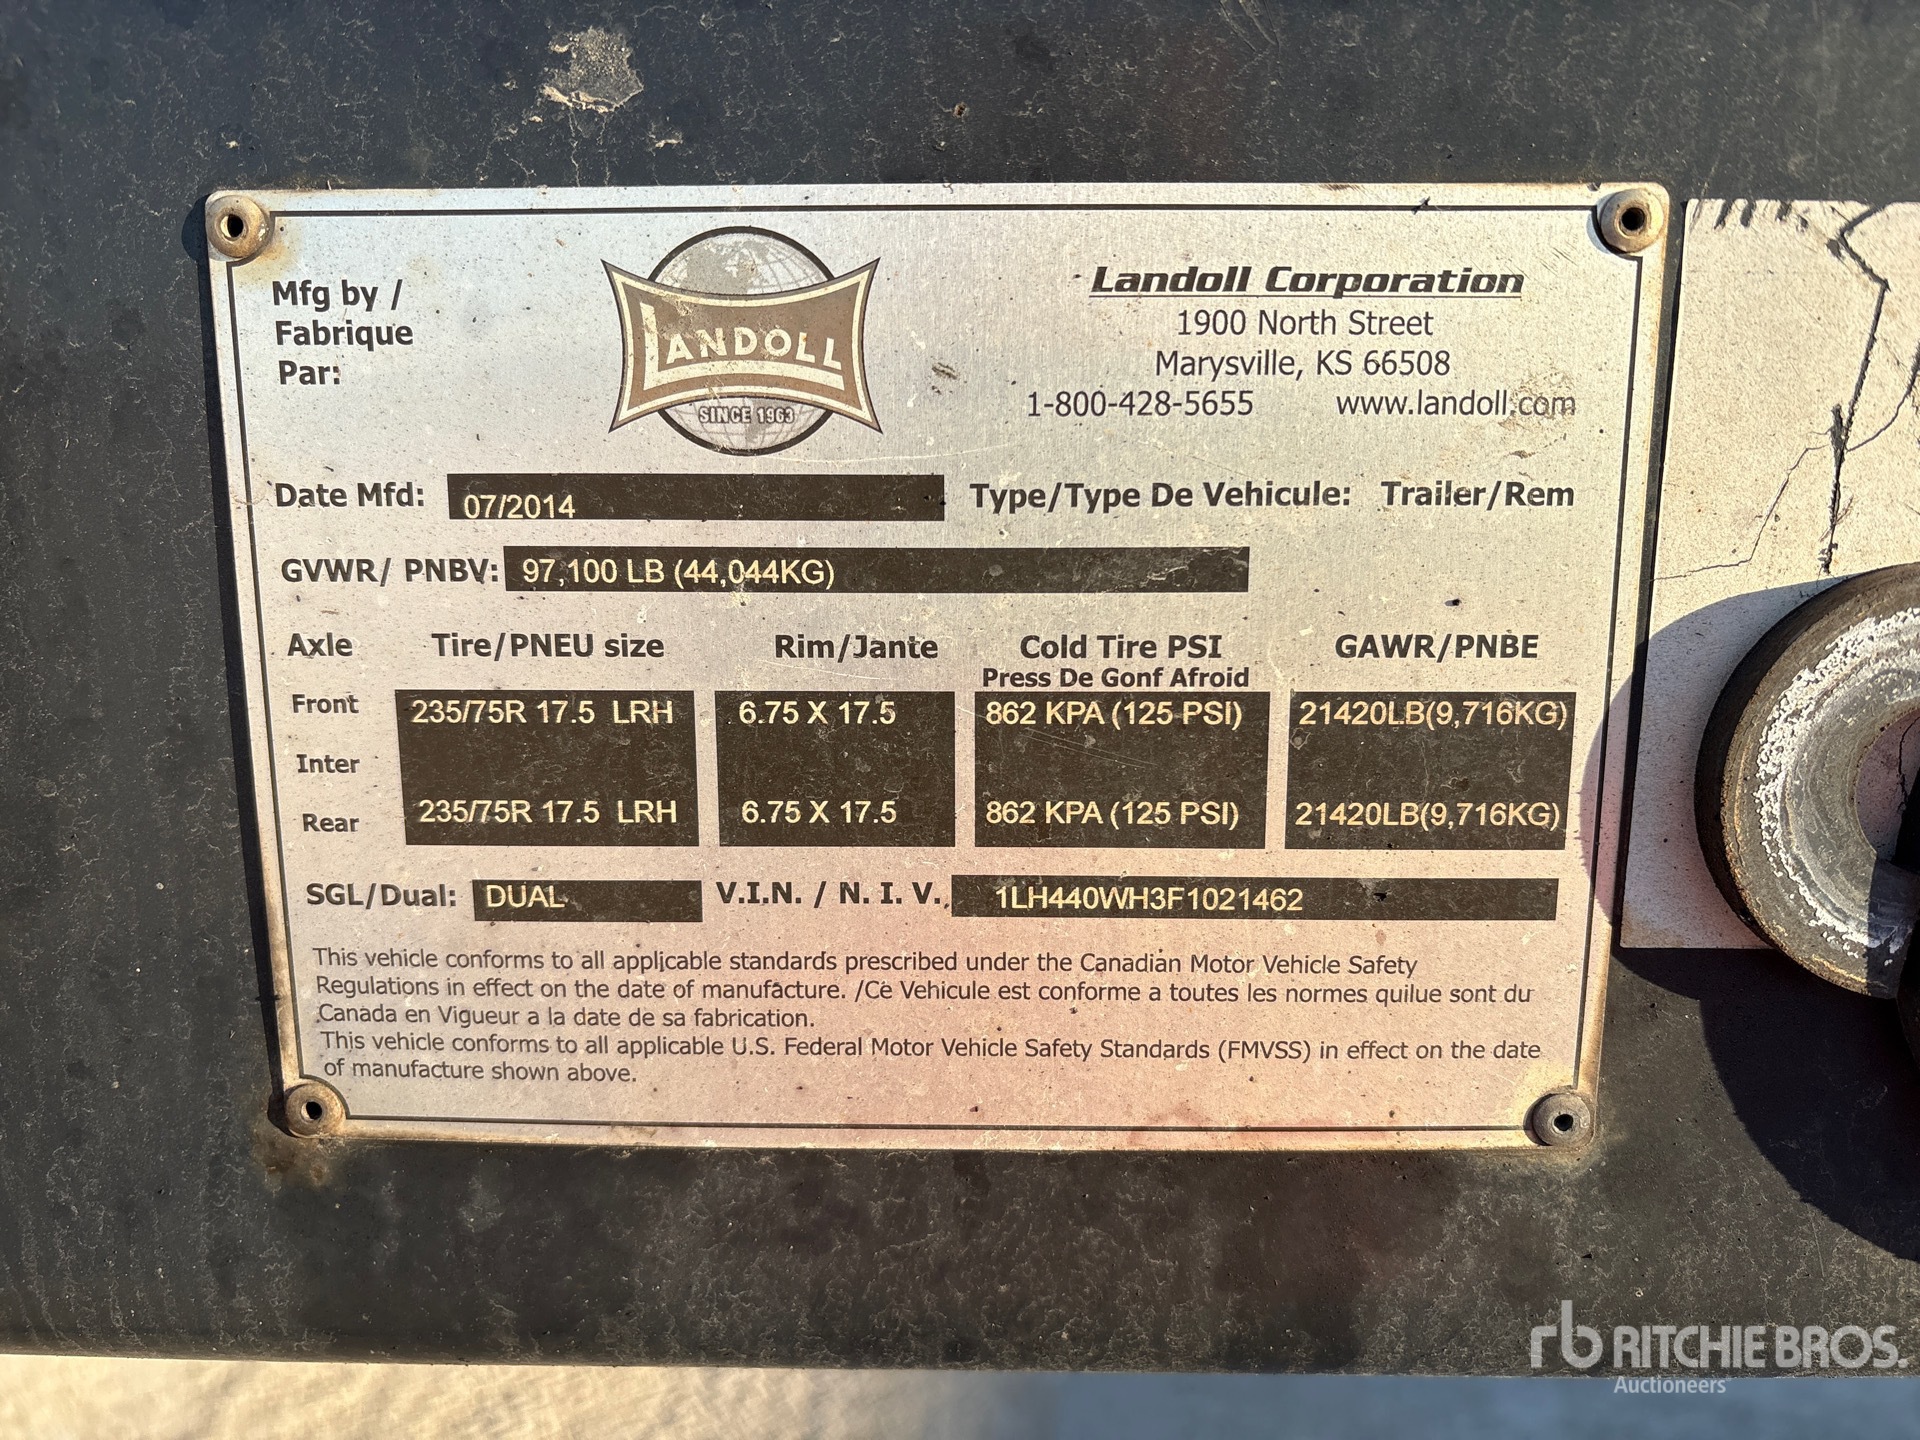 Mfg by /
Fabrique
Par:
LANDOLL
SINCE 1963
Landoll Corporation
1900 North Street
Marysville, KS 66508
1-800-428-5655 www.landoll.com
Date Mfd: 07/2014 Type/Type De Vehicule: Trailer/Rem
GVWR/ PNBV: 97,100 LB (44,044KG)
Axle Tire/PNEU size Rim/Jante Cold Tire PSI GAWR/PNBE
Press De Gonf Afroid
Front 235/75R 17.5 LRH 6.75 X 17.5 862 KPA (125 PSI) 21420LB(9,716KG)
Inter
Rear 235/75R 17.5 LRH 6.75 X 17.5 862 KPA (125 PSI) 21420LB(9,716KG)
SGL/Dual: DUAL V.I.N. / N. I. V. 1LH440WH3F1021462
This vehicle conforms to all applicable standards prescribed under the Canadian Motor Vehicle Safety
Regulations in effect on the date of manufacture. /Ce Vehicule est conforme a toutes les normes quilue sont du
Canada en Vigueur a la date de sa fabrication.
This vehicle conforms to all applicable U.S. Federal Motor Vehicle Safety Standards (FMVSS) in effect on the date
of manufacture shown above.
rb RITCHIE BROS.
Auctioneers